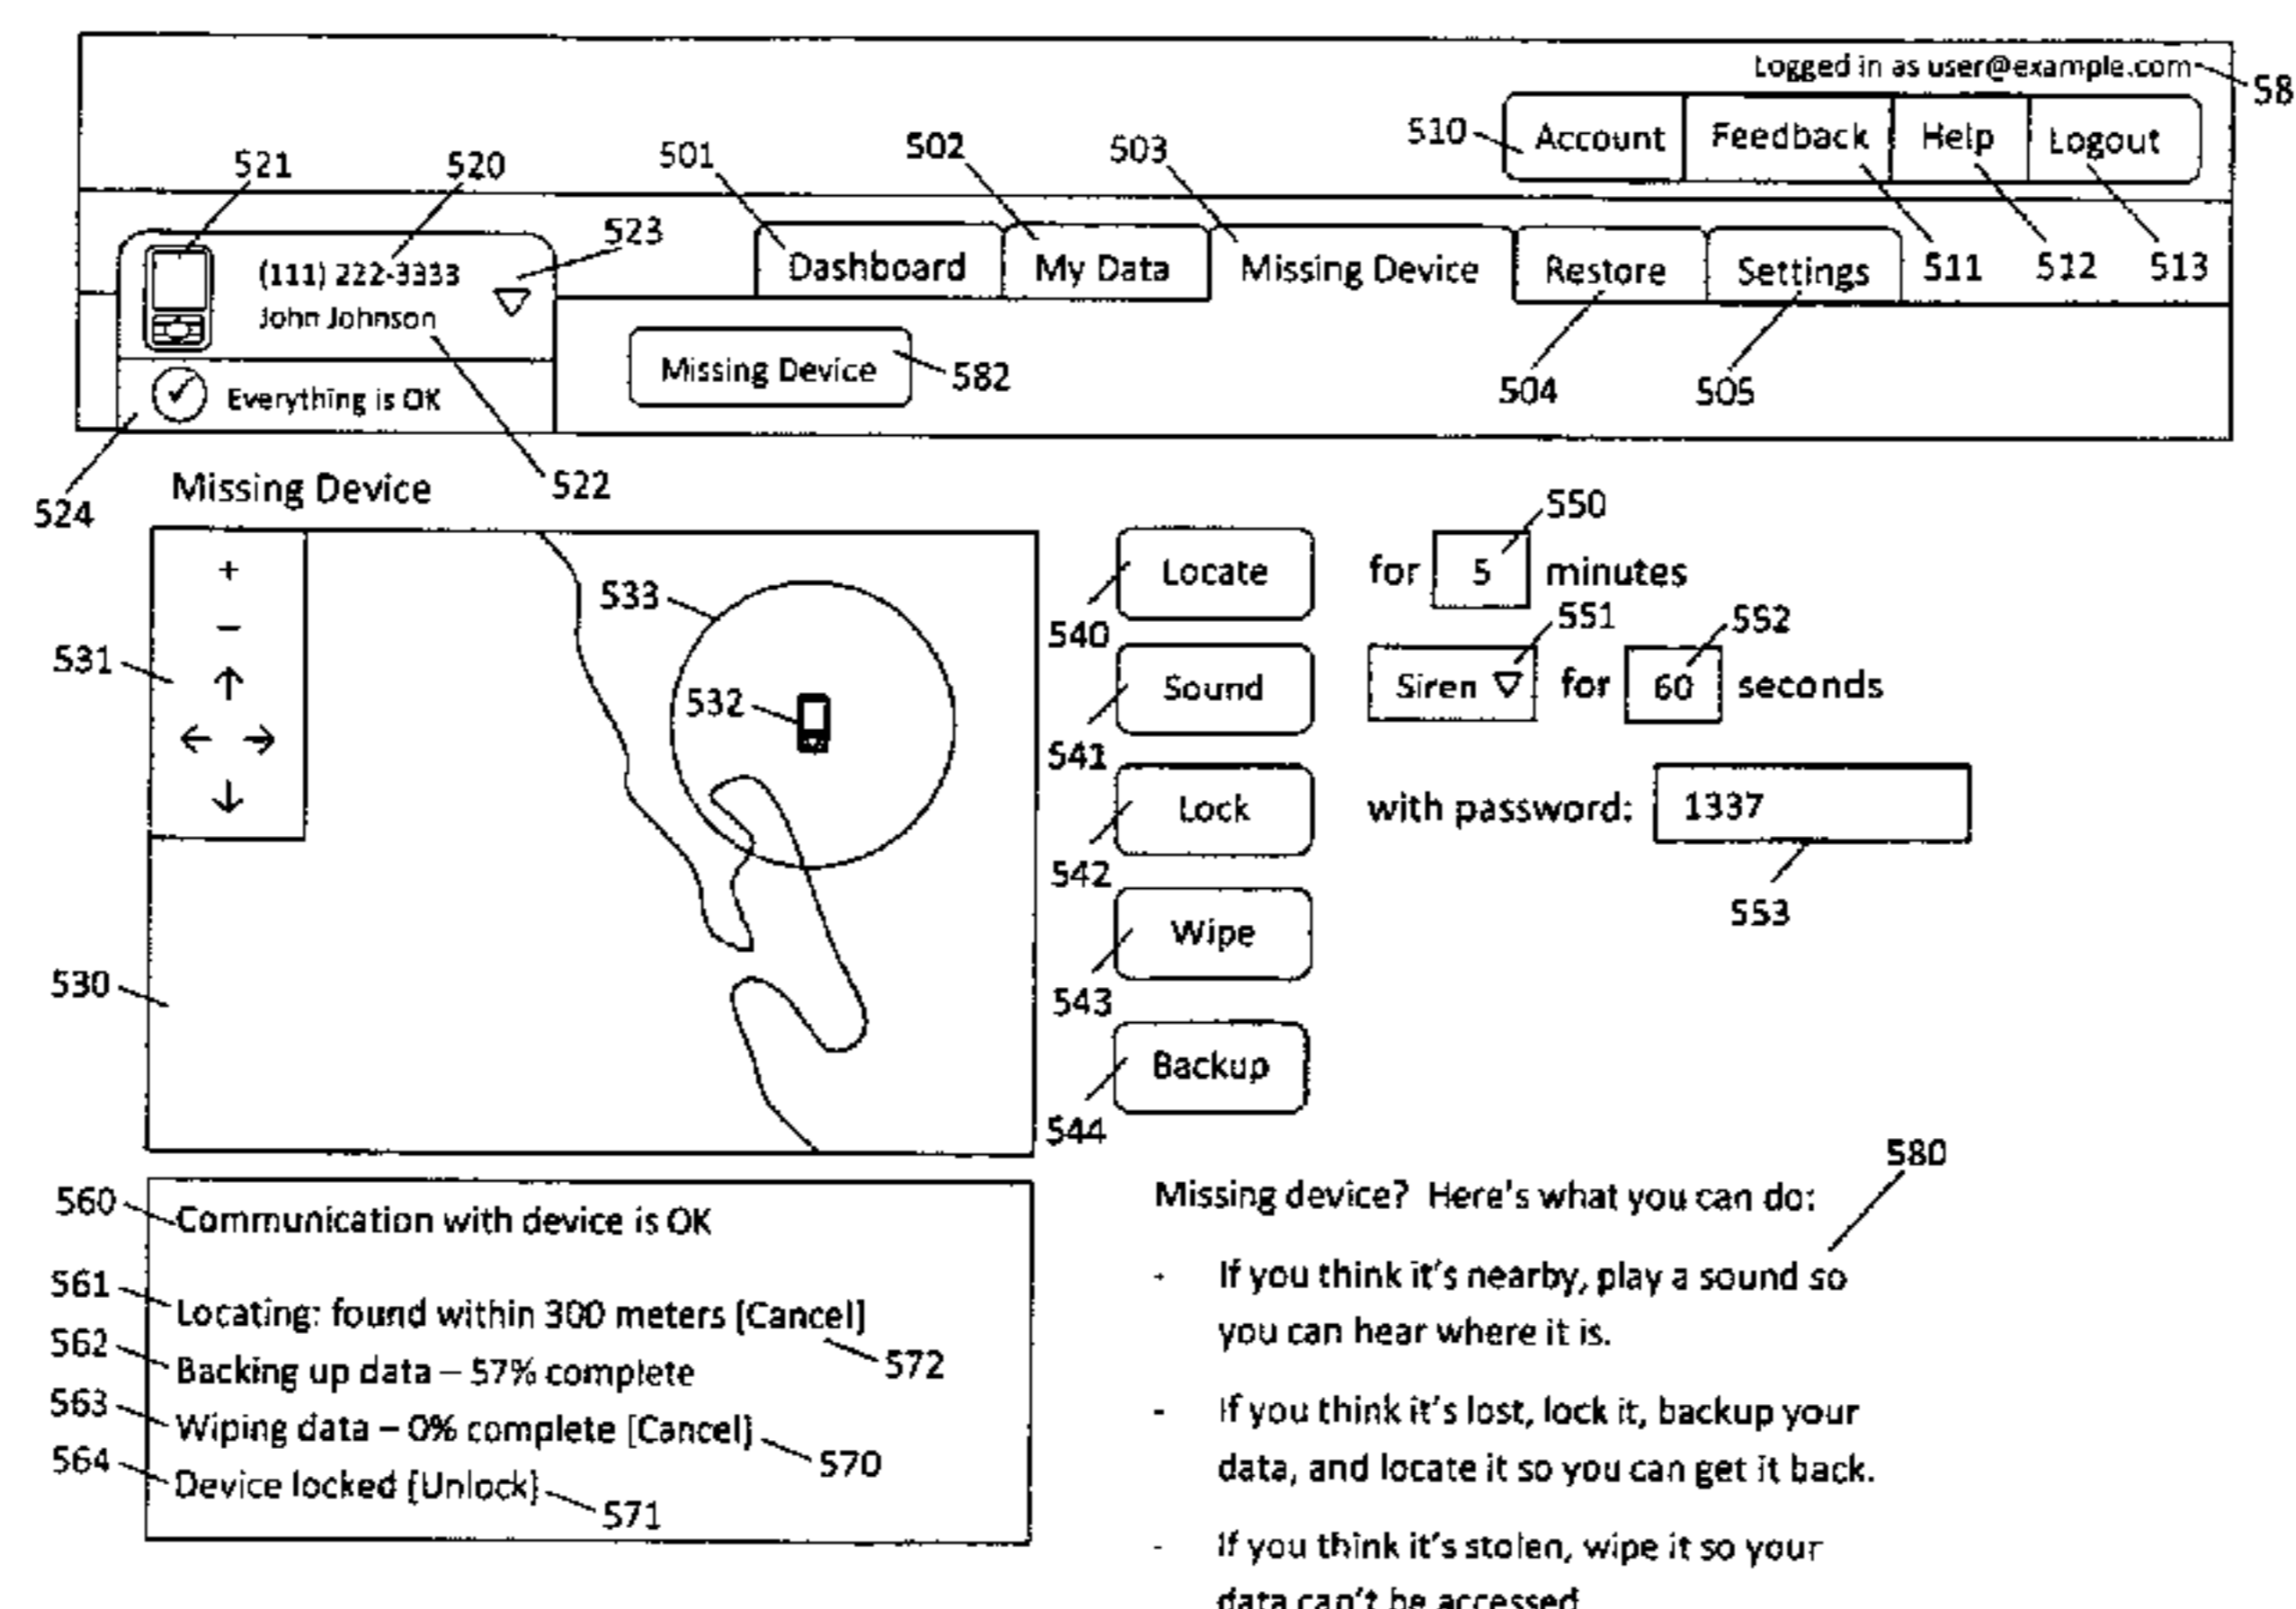 Logged in as user@example.com
58
510 Account Feedback Help Logout
521 520 501 502 503
523
(111) 222-3333
John Johnson
Dashboard My Data Missing Device Restore Settings 511 512 513
Missing Device 582 504 505
Everything is OK
524 Missing Device 522
550
+
−
533 Locate for 5 minutes
540 551 552
531 ↑
532 Sound Siren ▽ for 60 seconds
← →
541
↓
Lock with password: 1337
542
553
Wipe
530 543
Backup
544
580
560 Communication with device is OK
561 Locating: found within 300 meters [Cancel]
572
562 Backing up data – 57% complete
563 Wiping data – 0% complete [Cancel]
570
564 Device locked [Unlock]
571
Missing device? Here's what you can do:
- If you think it's nearby, play a sound so
you can hear where it is.
- If you think it's lost, lock it, backup your
data, and locate it so you can get it back.
- If you think it's stolen, wipe it so your
data can't be accessed